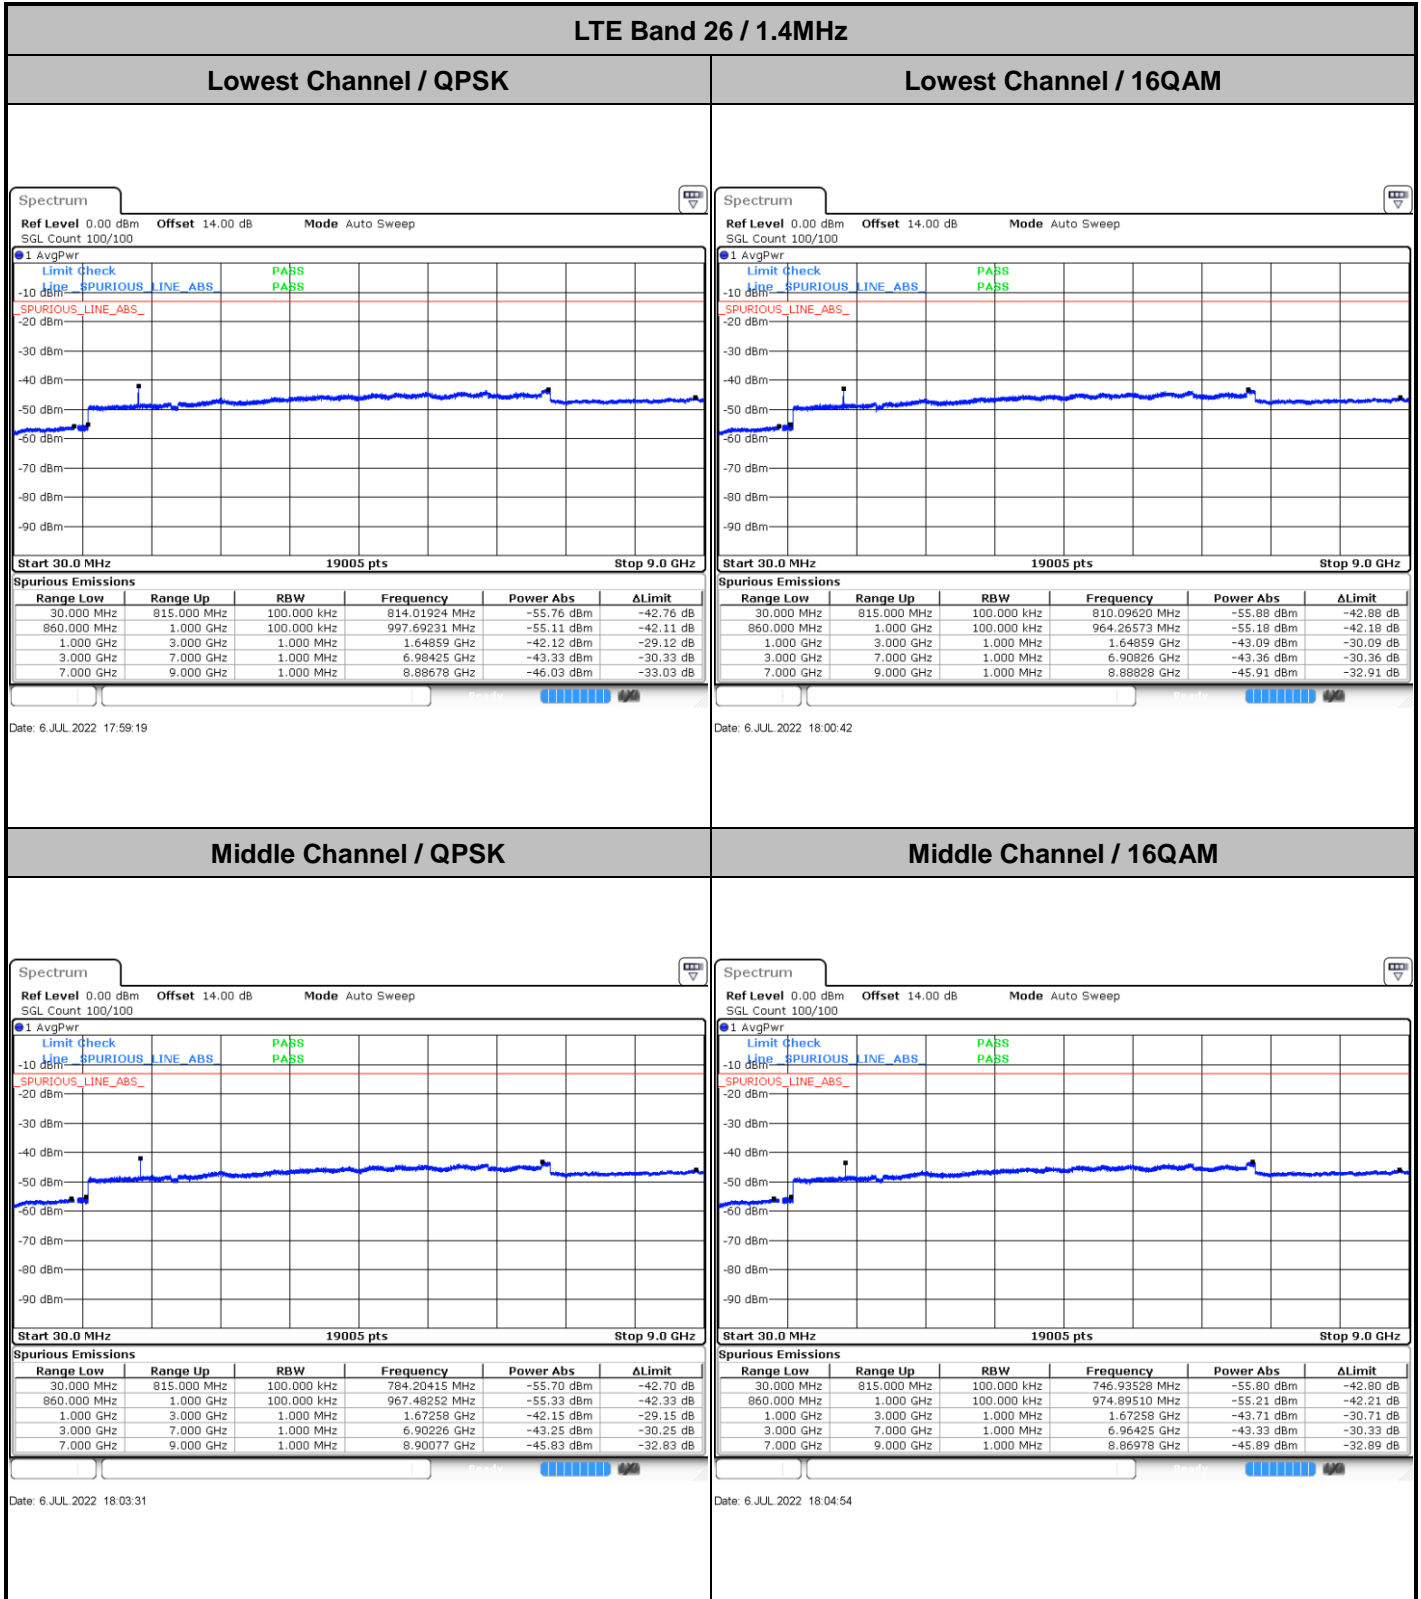 LTE Band 26 / 1.4MHz
Lowest Channel / QPSK
Lowest Channel / 16QAM
Spectrum
Ref Level 0.00 dBm Offset 14.00 dB Mode Auto Sweep
SGL Count 100/100
1 AvgPwr
Limit Check PASS
Line _SPURIOUS_LINE_ABS_ PASS
-10 dBm
_SPURIOUS_LINE_ABS_
-20 dBm
-30 dBm
-40 dBm
-50 dBm
-60 dBm
-70 dBm
-80 dBm
-90 dBm
Start 30.0 MHz 19005 pts Stop 9.0 GHz
Spurious Emissions
Range Low Range Up RBW Frequency Power Abs ΔLimit
30.000 MHz 815.000 MHz 100.000 kHz 814.01924 MHz -55.76 dBm -42.76 dB
860.000 MHz 1.000 GHz 100.000 kHz 997.69231 MHz -55.11 dBm -42.11 dB
1.000 GHz 3.000 GHz 1.000 MHz 1.64859 GHz -42.12 dBm -29.12 dB
3.000 GHz 7.000 GHz 1.000 MHz 6.98425 GHz -43.33 dBm -30.33 dB
7.000 GHz 9.000 GHz 1.000 MHz 8.88678 GHz -46.03 dBm -33.03 dB
Ready
Date: 6.JUL.2022 17:59:19
Spectrum
Ref Level 0.00 dBm Offset 14.00 dB Mode Auto Sweep
SGL Count 100/100
1 AvgPwr
Limit Check PASS
Line _SPURIOUS_LINE_ABS_ PASS
-10 dBm
_SPURIOUS_LINE_ABS_
-20 dBm
-30 dBm
-40 dBm
-50 dBm
-60 dBm
-70 dBm
-80 dBm
-90 dBm
Start 30.0 MHz 19005 pts Stop 9.0 GHz
Spurious Emissions
Range Low Range Up RBW Frequency Power Abs ΔLimit
30.000 MHz 815.000 MHz 100.000 kHz 810.09620 MHz -55.88 dBm -42.88 dB
860.000 MHz 1.000 GHz 100.000 kHz 964.26573 MHz -55.18 dBm -42.18 dB
1.000 GHz 3.000 GHz 1.000 MHz 1.64859 GHz -43.09 dBm -30.09 dB
3.000 GHz 7.000 GHz 1.000 MHz 6.90826 GHz -43.36 dBm -30.36 dB
7.000 GHz 9.000 GHz 1.000 MHz 8.88828 GHz -45.91 dBm -32.91 dB
Ready
Date: 6.JUL.2022 18:00:42
Middle Channel / QPSK
Middle Channel / 16QAM
Spectrum
Ref Level 0.00 dBm Offset 14.00 dB Mode Auto Sweep
SGL Count 100/100
1 AvgPwr
Limit Check PASS
Line _SPURIOUS_LINE_ABS_ PASS
-10 dBm
_SPURIOUS_LINE_ABS_
-20 dBm
-30 dBm
-40 dBm
-50 dBm
-60 dBm
-70 dBm
-80 dBm
-90 dBm
Start 30.0 MHz 19005 pts Stop 9.0 GHz
Spurious Emissions
Range Low Range Up RBW Frequency Power Abs ΔLimit
30.000 MHz 815.000 MHz 100.000 kHz 784.20415 MHz -55.70 dBm -42.70 dB
860.000 MHz 1.000 GHz 100.000 kHz 967.48252 MHz -55.33 dBm -42.33 dB
1.000 GHz 3.000 GHz 1.000 MHz 1.67258 GHz -42.15 dBm -29.15 dB
3.000 GHz 7.000 GHz 1.000 MHz 6.90226 GHz -43.25 dBm -30.25 dB
7.000 GHz 9.000 GHz 1.000 MHz 8.90077 GHz -45.83 dBm -32.83 dB
Ready
Date: 6.JUL.2022 18:03:31
Spectrum
Ref Level 0.00 dBm Offset 14.00 dB Mode Auto Sweep
SGL Count 100/100
1 AvgPwr
Limit Check PASS
Line _SPURIOUS_LINE_ABS_ PASS
-10 dBm
_SPURIOUS_LINE_ABS_
-20 dBm
-30 dBm
-40 dBm
-50 dBm
-60 dBm
-70 dBm
-80 dBm
-90 dBm
Start 30.0 MHz 19005 pts Stop 9.0 GHz
Spurious Emissions
Range Low Range Up RBW Frequency Power Abs ΔLimit
30.000 MHz 815.000 MHz 100.000 kHz 746.93528 MHz -55.80 dBm -42.80 dB
860.000 MHz 1.000 GHz 100.000 kHz 974.89510 MHz -55.21 dBm -42.21 dB
1.000 GHz 3.000 GHz 1.000 MHz 1.67258 GHz -43.71 dBm -30.71 dB
3.000 GHz 7.000 GHz 1.000 MHz 6.96425 GHz -43.33 dBm -30.33 dB
7.000 GHz 9.000 GHz 1.000 MHz 8.86978 GHz -45.89 dBm -32.89 dB
Ready
Date: 6.JUL.2022 18:04:54